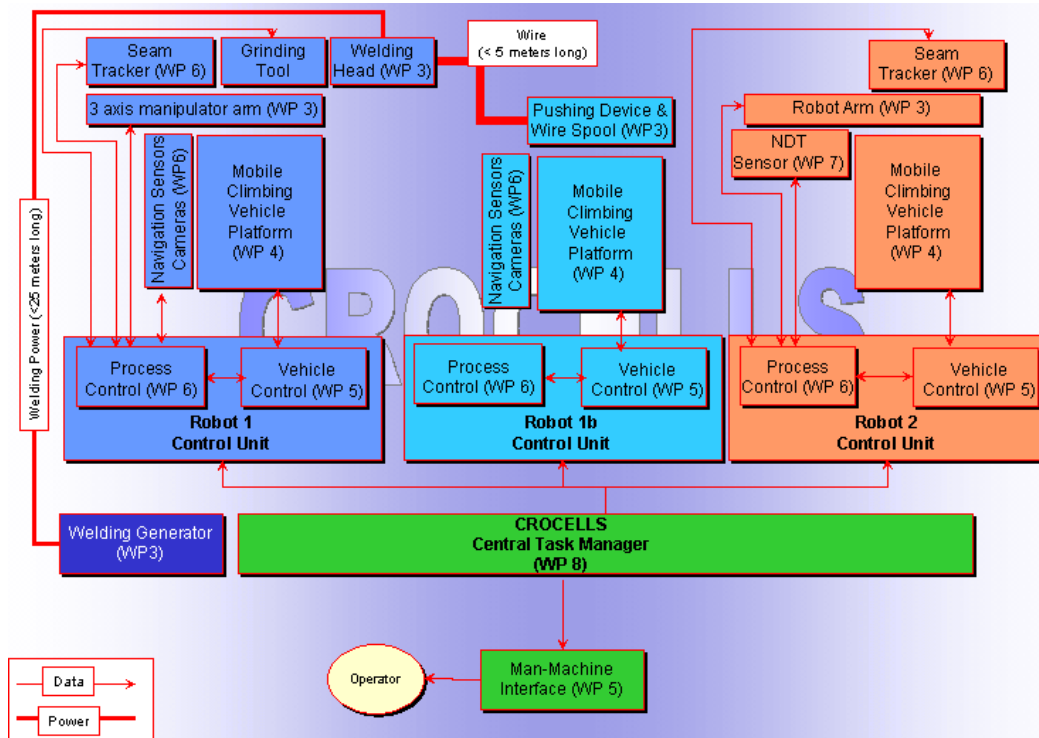 Wire
(< 5 meters long)
Seam
Tracker (WP 6)
Grinding
Tool
Welding
Head (WP 3)
Seam
Tracker (WP 6)
3 axis manipulator arm (WP 3)
Pushing Device &
Wire Spool (WP3)
Robot Arm (WP 3)
NDT
Sensor (WP 7)
Navigation Sensors
Cameras (WP6)
Mobile
Climbing
Vehicle
Platform
(WP 4)
Navigation Sensors
Cameras (WP6)
Mobile
Climbing
Vehicle
Platform
(WP 4)
Mobile
Climbing
Vehicle
Platform
(WP 4)
Welding Power (<25 meters long)
CROCELLS
Process
Control (WP 6)
Vehicle
Control (WP 5)
Robot 1
Control Unit
Process
Control (WP 6)
Vehicle
Control (WP 5)
Robot 1b
Control Unit
Process
Control (WP 6)
Vehicle
Control (WP 5)
Robot 2
Control Unit
Welding Generator
(WP3)
CROCELLS
Central Task Manager
(WP 8)
Operator
Man-Machine
Interface (WP 5)
Data
Power